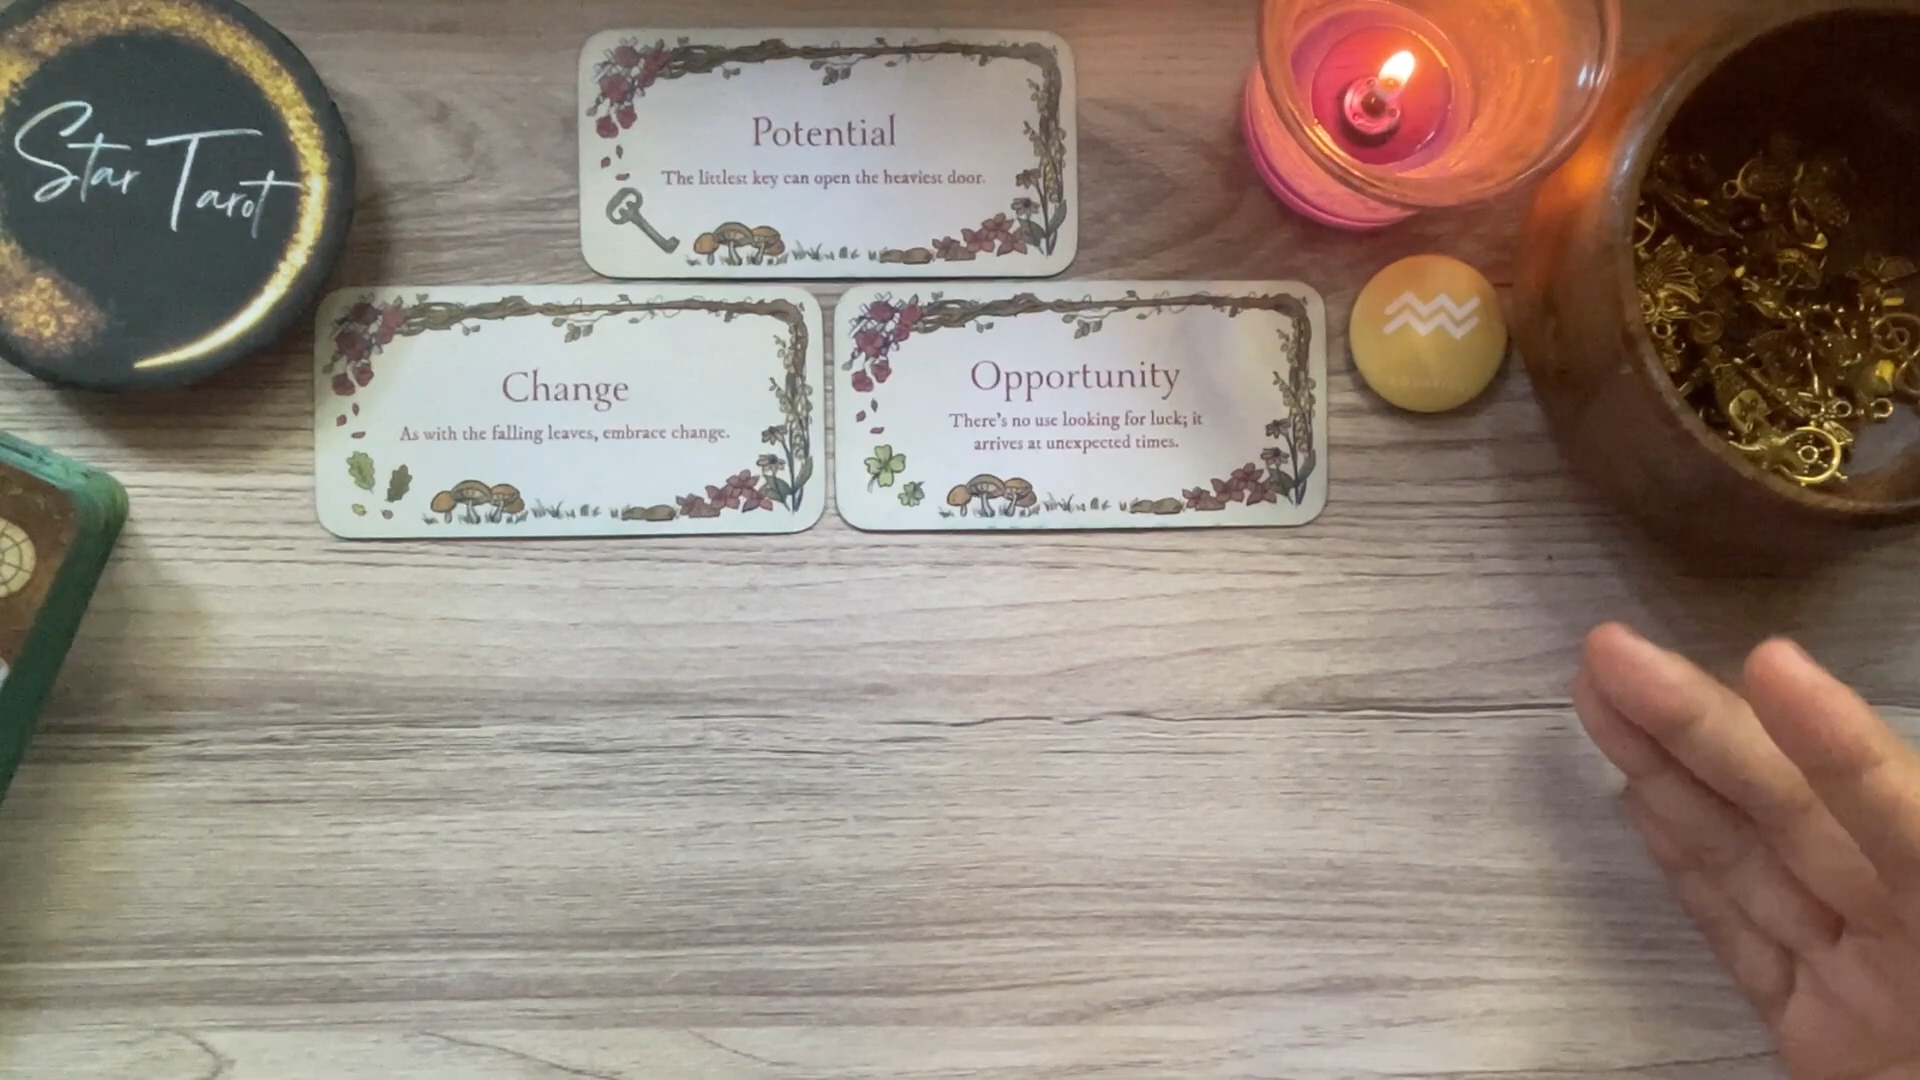 Star Tarot
Potential
The littlest key can open the heaviest door.
Change
As with the falling leaves, embrace change.
Opportunity
There's no use looking for luck; it
arrives at unexpected times.